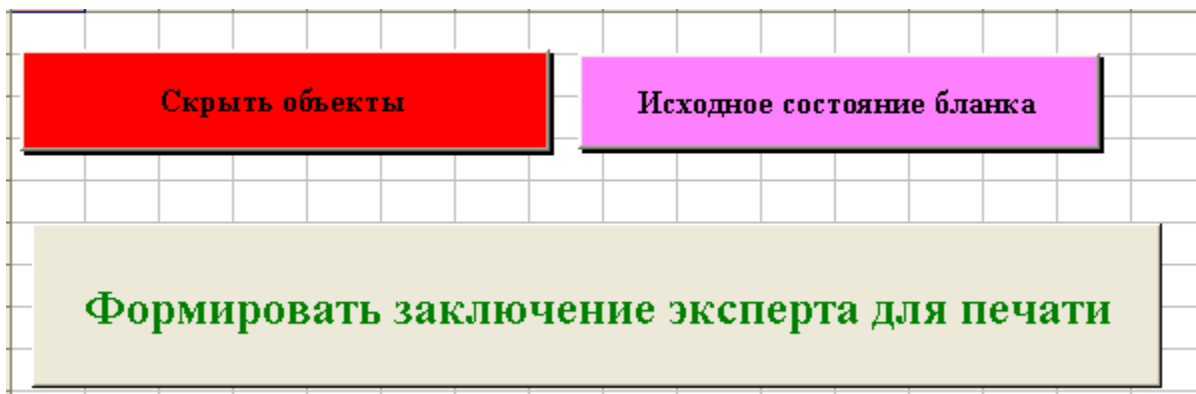 Скрыть объекты
Исходное состояние бланка
Формировать заключение эксперта для печати